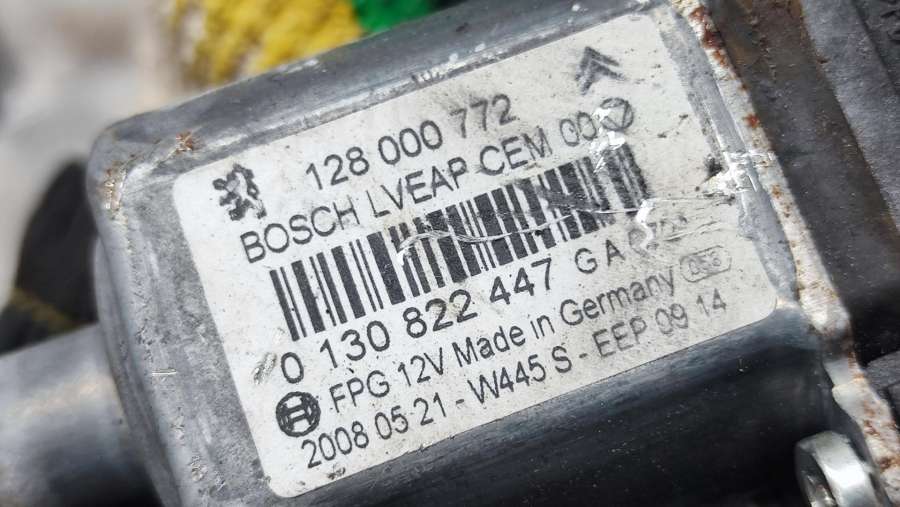 128 000 772
BOSCH LVEAP CEM 00
0 130 822 447 G A
FPG 12V Made in Germany
2008 05 21 - W445 S - EEP 09 14